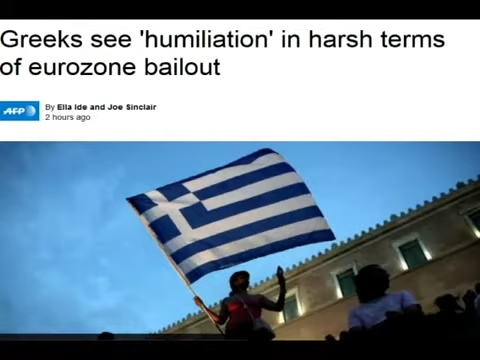 Greeks see 'humiliation' in harsh terms
of eurozone bailout
AFP
By Ella Ide and Joe Sinclair
2 hours ago